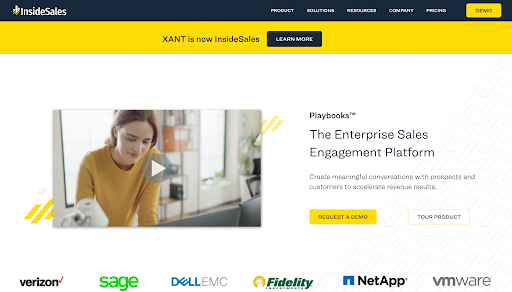 InsideSales
PRODUCT SOLUTIONS RESOURCES COMPANY PRICING DEMO
XANT is now InsideSales LEARN MORE
Playbooks™
The Enterprise Sales
Engagement Platform
Create meaningful conversations with prospects and
customers to accelerate revenue results.
REQUEST A DEMO TOUR PRODUCT
verizon✓ sage DELLEMC Fidelity INVESTMENTS NetApp vmware